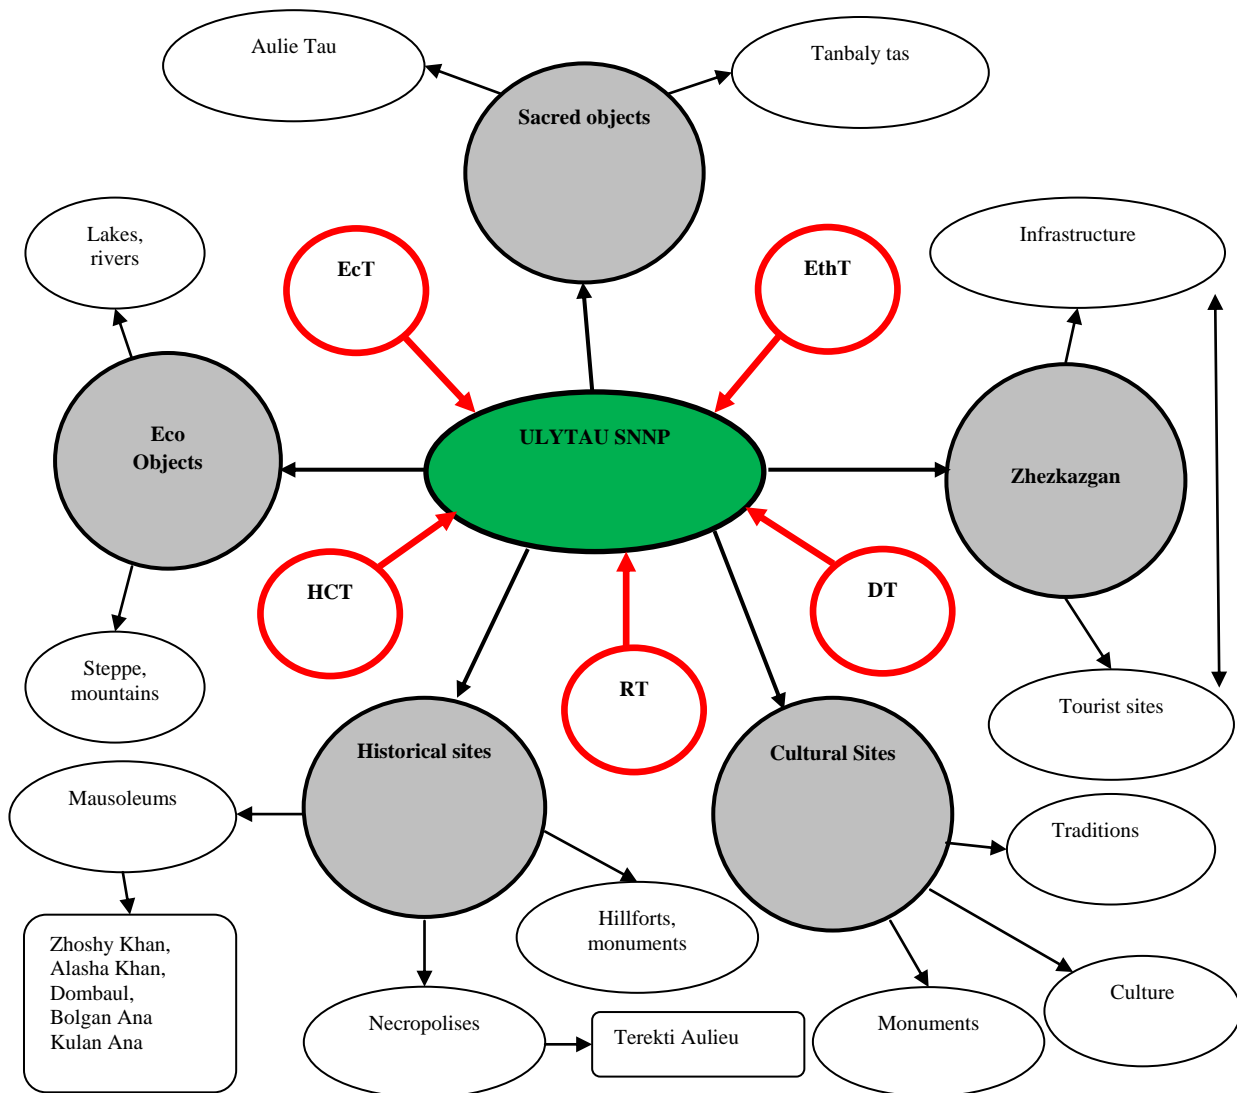 Aulie Tau
Tanbaly tas
Sacred objects
Lakes,
rivers
EcT
EthT
Infrastructure
Eco
Objects
ULYTAU SNNP
Zhezkazgan
HCT
DT
RT
Steppe,
mountains
Tourist sites
Historical sites
Cultural Sites
Mausoleums
Traditions
Zhoshy Khan,
Alasha Khan,
Dombaul,
Bolgan Ana
Kulan Ana
Hillforts,
monuments
Culture
Necropolises
Terekti Aulieu
Monuments